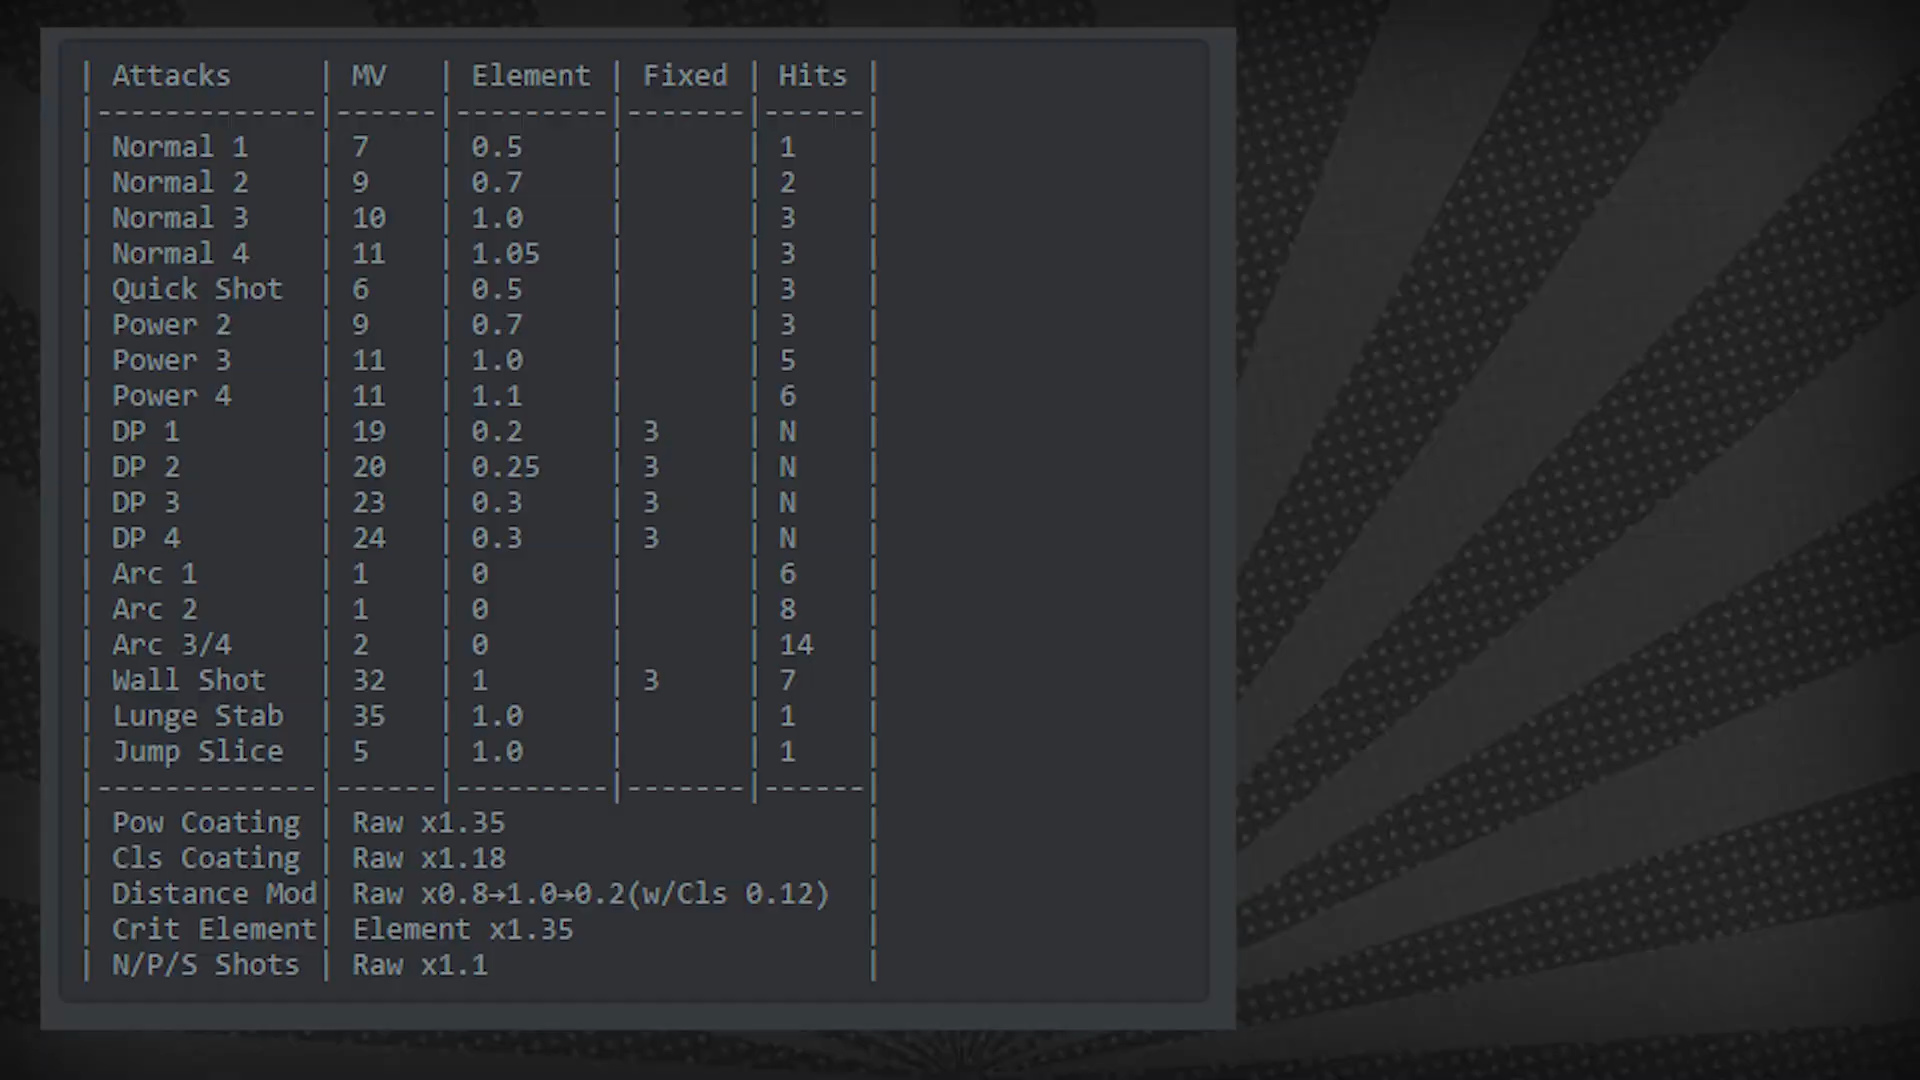 | Attacks | MV | Element | Fixed | Hits |
|-------------|------|---------|-------|------|
| Normal 1 | 7 | 0.5 | | 1 |
| Normal 2 | 9 | 0.7 | | 2 |
| Normal 3 | 10 | 1.0 | | 3 |
| Normal 4 | 11 | 1.05 | | 3 |
| Quick Shot | 6 | 0.5 | | 3 |
| Power 2 | 9 | 0.7 | | 3 |
| Power 3 | 11 | 1.0 | | 5 |
| Power 4 | 11 | 1.1 | | 6 |
| DP 1 | 19 | 0.2 | 3 | N |
| DP 2 | 20 | 0.25 | 3 | N |
| DP 3 | 23 | 0.3 | 3 | N |
| DP 4 | 24 | 0.3 | 3 | N |
| Arc 1 | 1 | 0 | | 6 |
| Arc 2 | 1 | 0 | | 8 |
| Arc 3/4 | 2 | 0 | | 14 |
| Wall Shot | 32 | 1 | 3 | 7 |
| Lunge Stab | 35 | 1.0 | | 1 |
| Jump Slice | 5 | 1.0 | | 1 |
|-------------|------|---------|-------|------|
| Pow Coating | Raw x1.35 |
| Cls Coating | Raw x1.18 |
| Distance Mod| Raw x0.8→1.0→0.2(w/Cls 0.12) |
| Crit Element| Element x1.35 |
| N/P/S Shots | Raw x1.1 |